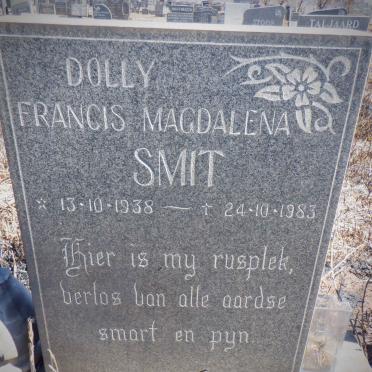 TALJAARD
DOLLY
FRANCIS MAGDALENA
SMIT
* 13·10·1938 — † 24·10·1983
Hier is my rusplek,
verlos van alle aardse
smart en pyn.